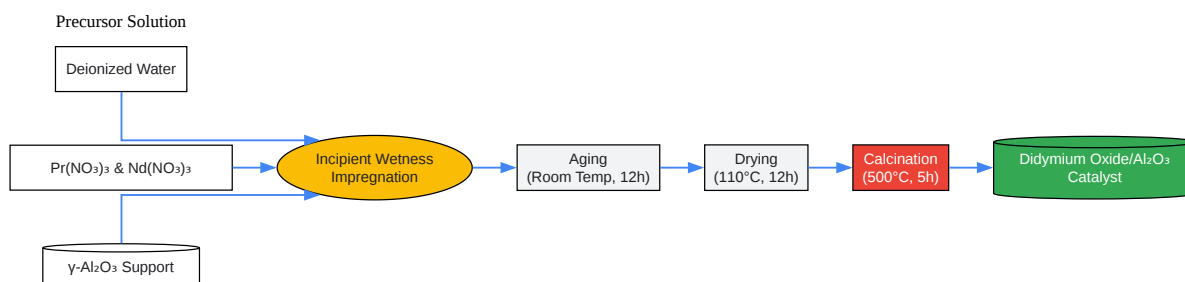 Precursor Solution
Deionized Water
Pr(NO₃)₃ & Nd(NO₃)₃
γ-Al₂O₃ Support
Incipient Wetness
Impregnation
Aging
(Room Temp, 12h)
Drying
(110°C, 12h)
Calcination
(500°C, 5h)
Didymium Oxide/Al₂O₃
Catalyst